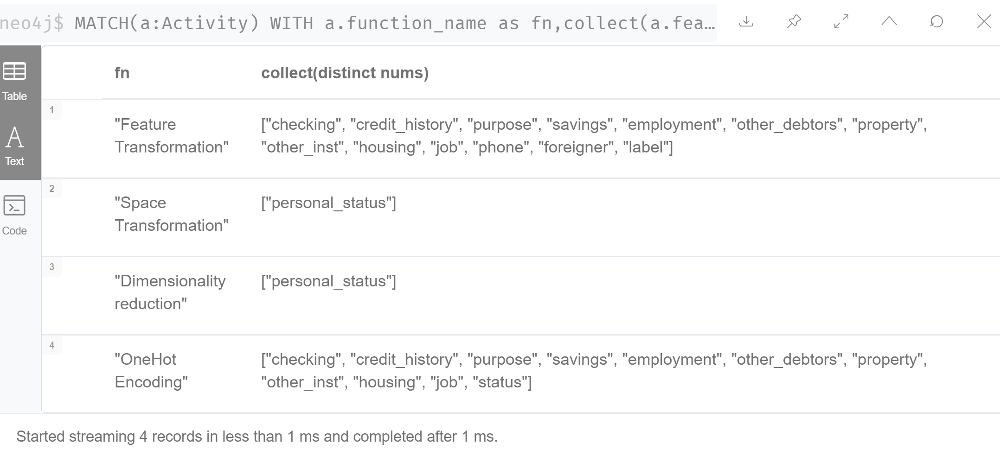 neo4j$ MATCH(a:Activity) WITH a.function_name as fn,collect(a.fea…
Table
Text
Code
fn collect(distinct nums)
1
"Feature ["checking", "credit_history", "purpose", "savings", "employment", "other_debtors", "property",
Transformation" "other_inst", "housing", "job", "phone", "foreigner", "label"]
2
"Space ["personal_status"]
Transformation"
3
"Dimensionality ["personal_status"]
reduction"
4
"OneHot ["checking", "credit_history", "purpose", "savings", "employment", "other_debtors", "property",
Encoding" "other_inst", "housing", "job", "status"]
Started streaming 4 records in less than 1 ms and completed after 1 ms.